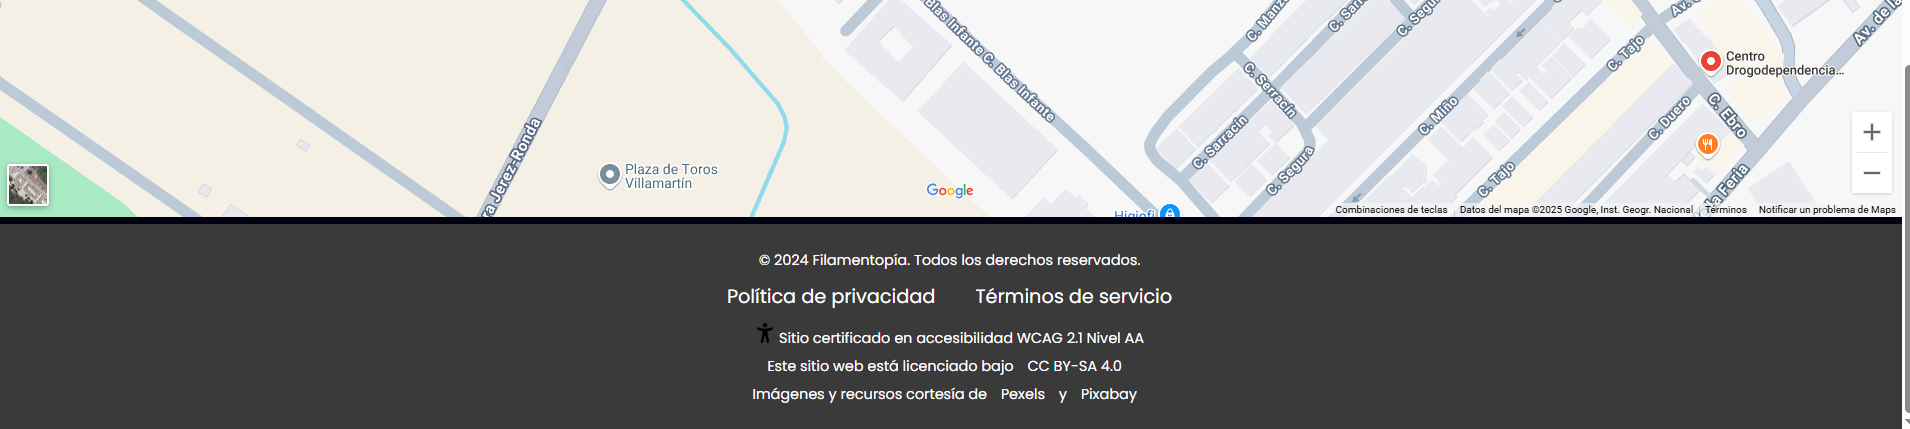 C. Blas Infante
C. Blas Infante
C. Manza
C. Segu
Av. de la
C. Tajo
Centro
Drogodependencia...
C. Serracín
C. Miño
C. Duero
C. Ebro
C. Sarracín
C. Segura
C. Tajo
Feria
Jerez-Ronda
Plaza de Toros
Villamartín
Google
Higiofi
Combinaciones de teclas Datos del mapa ©2025 Google, Inst. Geogr. Nacional Términos Notificar un problema de Maps
© 2024 Filamentopía. Todos los derechos reservados.
Política de privacidad Términos de servicio
Sitio certificado en accesibilidad WCAG 2.1 Nivel AA
Este sitio web está licenciado bajo CC BY-SA 4.0
Imágenes y recursos cortesía de Pexels y Pixabay